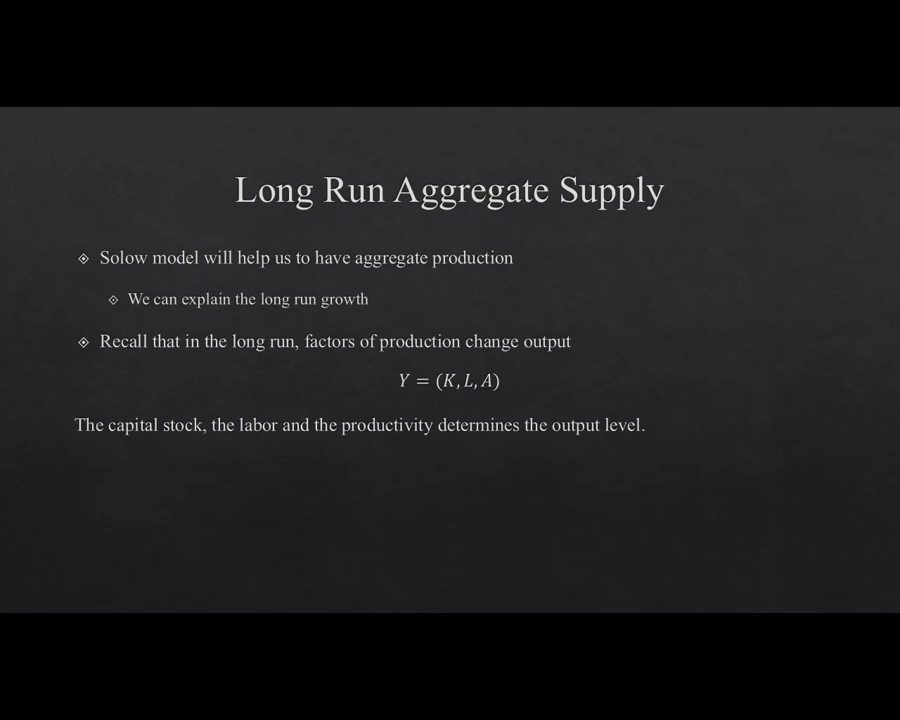 Long Run Aggregate Supply
Solow model will help us to have aggregate production
We can explain the long run growth
Recall that in the long run, factors of production change output
Y = (K, L, A)
The capital stock, the labor and the productivity determines the output level.